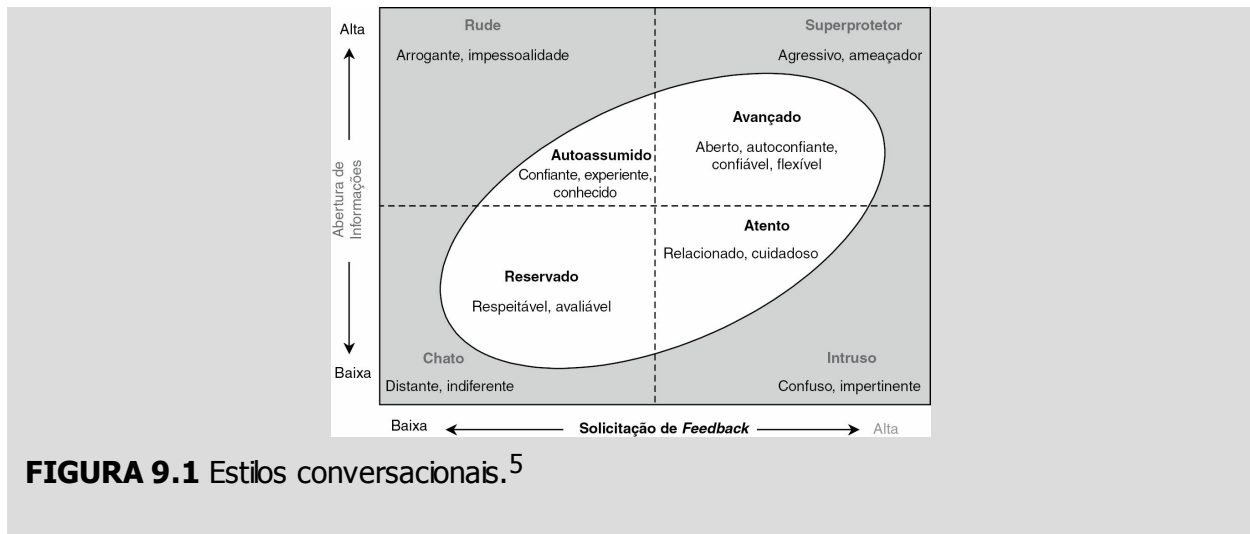 Alta
Rude
Superprotetor
Arrogante, impessoalidade
Agressivo, ameaçador
Avançado
Aberto, autoconfiante,
confiável, flexível
Autoassumido
Confiante, experiente,
conhecido
Abertura de
Informações
Atento
Relacionado, cuidadoso
Reservado
Respeitável, avaliável
Chato
Intruso
Baixa
Distante, indiferente
Confuso, impertinente
Baixa
Solicitação de Feedback
Alta
FIGURA 9.1 Estilos conversacionais.5